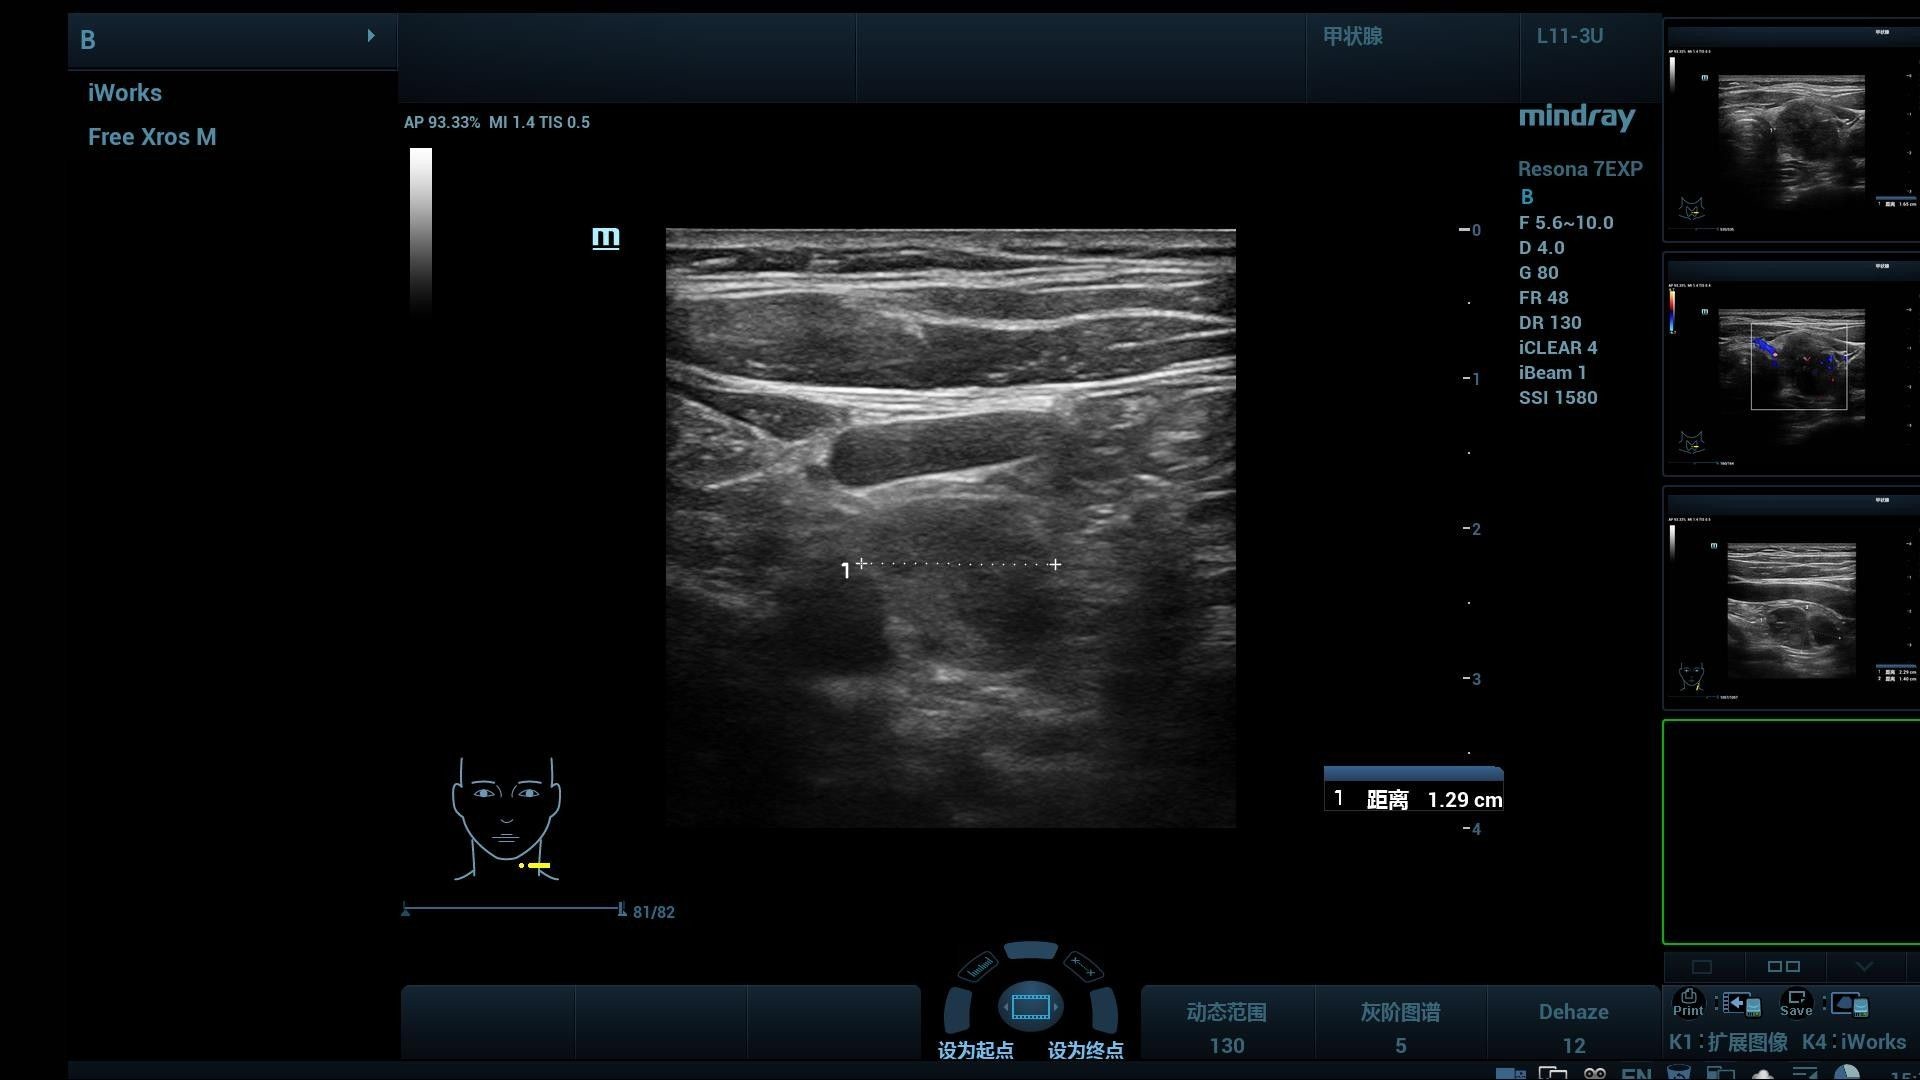 B
甲状腺
L11-3U
iWorks
Free Xros M
AP 93.33% MI 1.4 TIS 0.5
mindray
Resona 7EXP
B
F 5.6~10.0
D 4.0
G 80
FR 48
DR 130
iCLEAR 4
iBeam 1
SSI 1580
m
0
1
2
3
4
1
1 距离 1.29 cm
81/82
设为起点
设为终点
动态范围
130
灰阶图谱
5
Dehaze
12
Print
Save
K1:扩展图像 K4:iWorks
EN